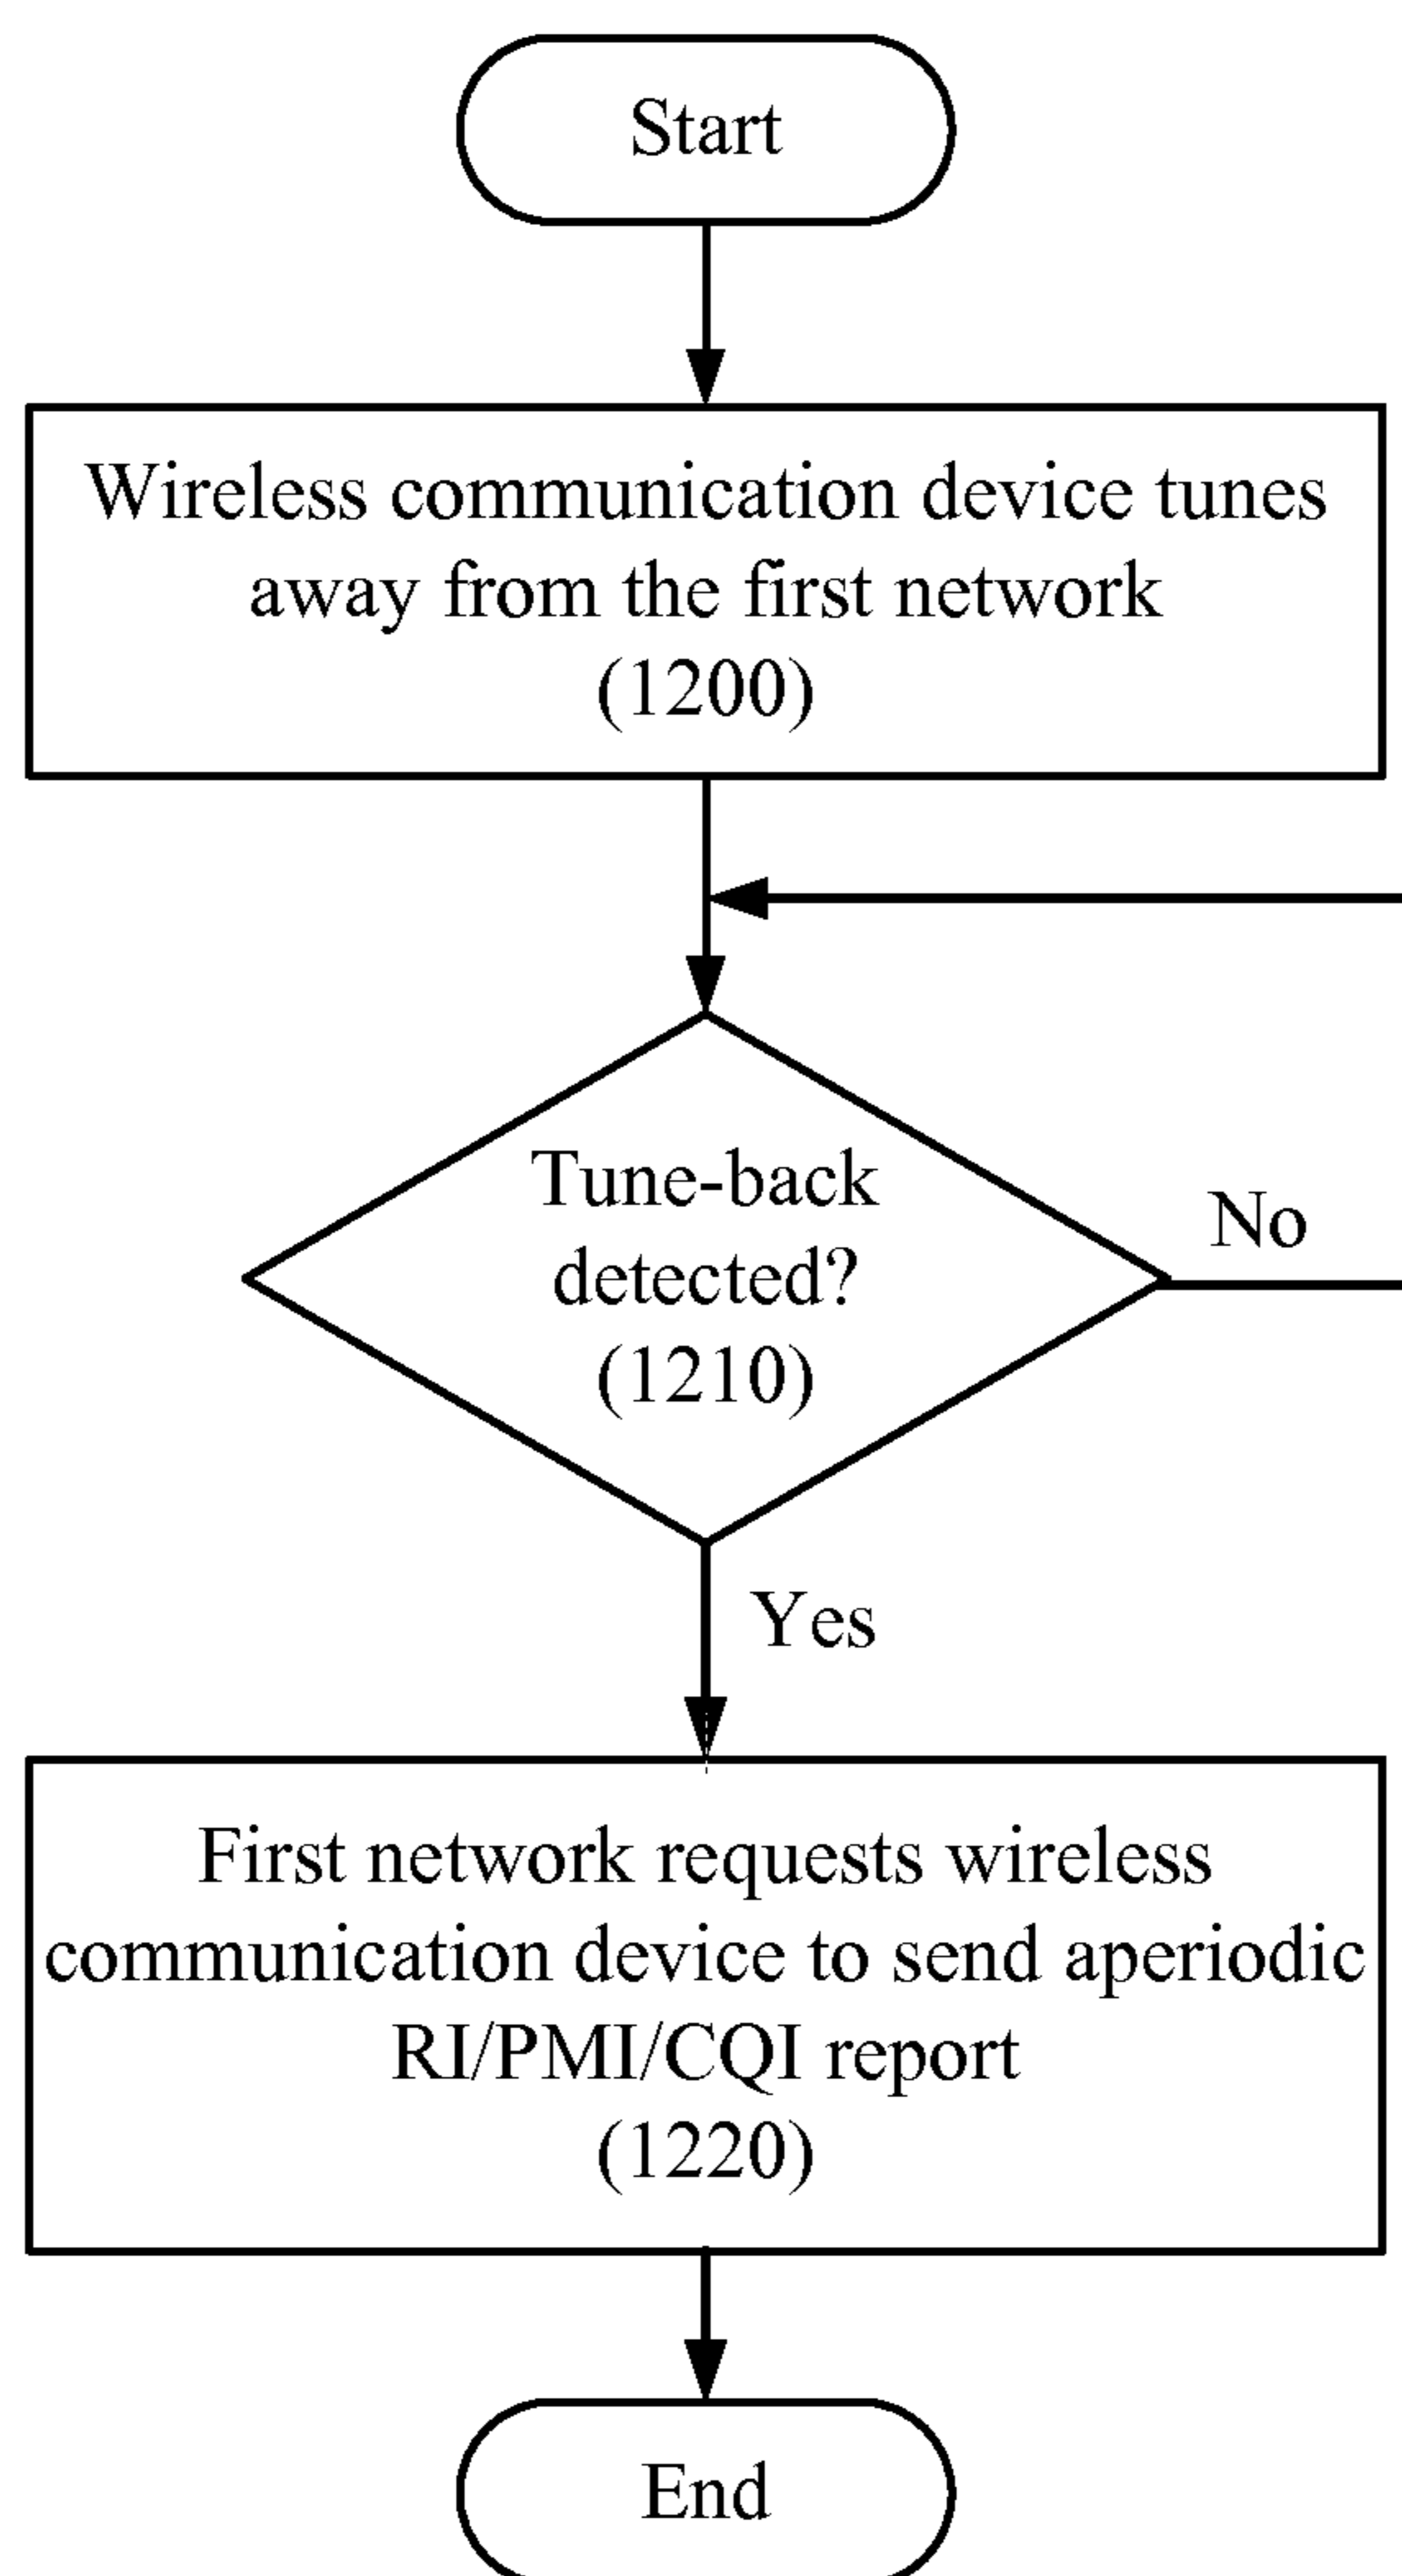 Start
Wireless communication device tunes
away from the first network
(1200)
Tune-back
detected?
(1210)
No
Yes
First network requests wireless
communication device to send aperiodic
RI/PMI/CQI report
(1220)
End